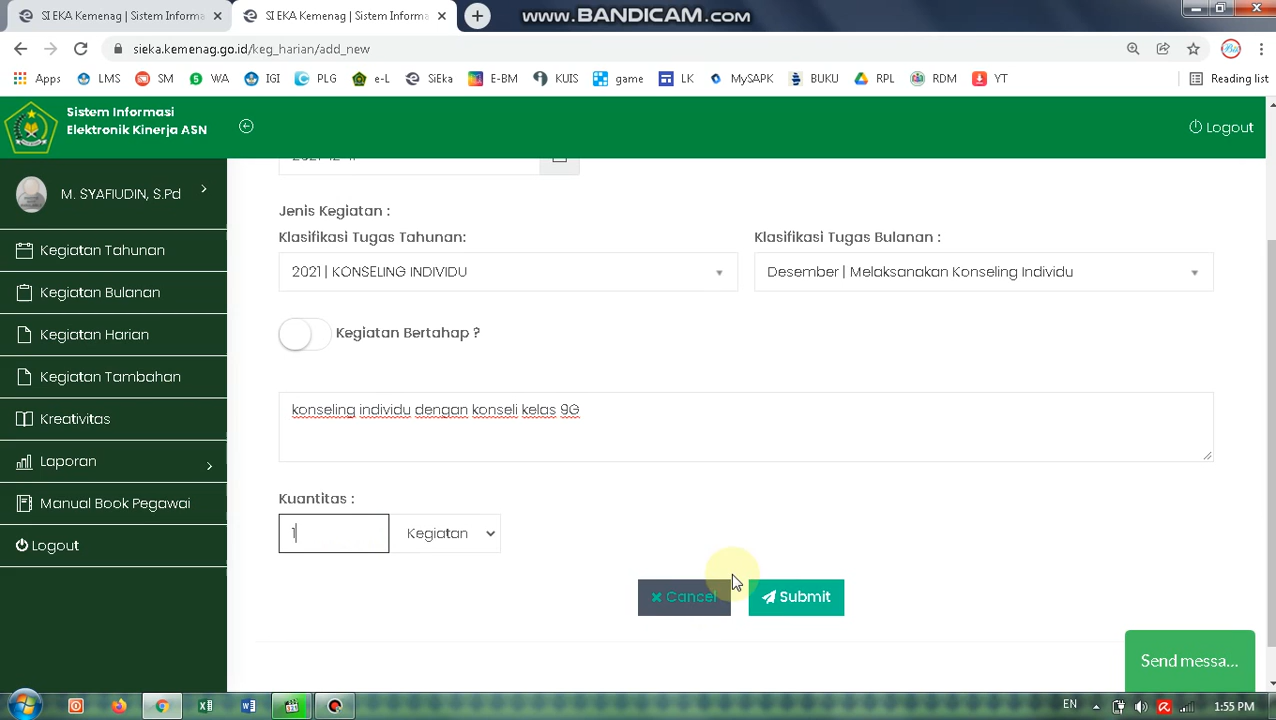 SI EKA Kemenag | Sistem Informa
SI EKA Kemenag | Sistem Informa
www.BANDICAM.com
sieka.kemenag.go.id/keg_harian/add_new
Apps
LMS
SM
WA
IGI
PLG
e-L
SiEka
E-BM
KUIS
game
LK
MySAPK
BUKU
RPL
RDM
YT
Reading list
Sistem Informasi
Elektronik Kinerja ASN
Logout
M. SYAFIUDIN, S.Pd
Kegiatan Tahunan
Kegiatan Bulanan
Kegiatan Harian
Kegiatan Tambahan
Kreativitas
Laporan
Manual Book Pegawai
Logout
Jenis Kegiatan :
Klasifikasi Tugas Tahunan:
Klasifikasi Tugas Bulanan :
2021 | KONSELING INDIVIDU
Desember | Melaksanakan Konseling Individu
Kegiatan Bertahap ?
konseling individu dengan konseli kelas 9G
Kuantitas :
1
Kegiatan
Cancel
Submit
Send messa...
EN
1:55 PM